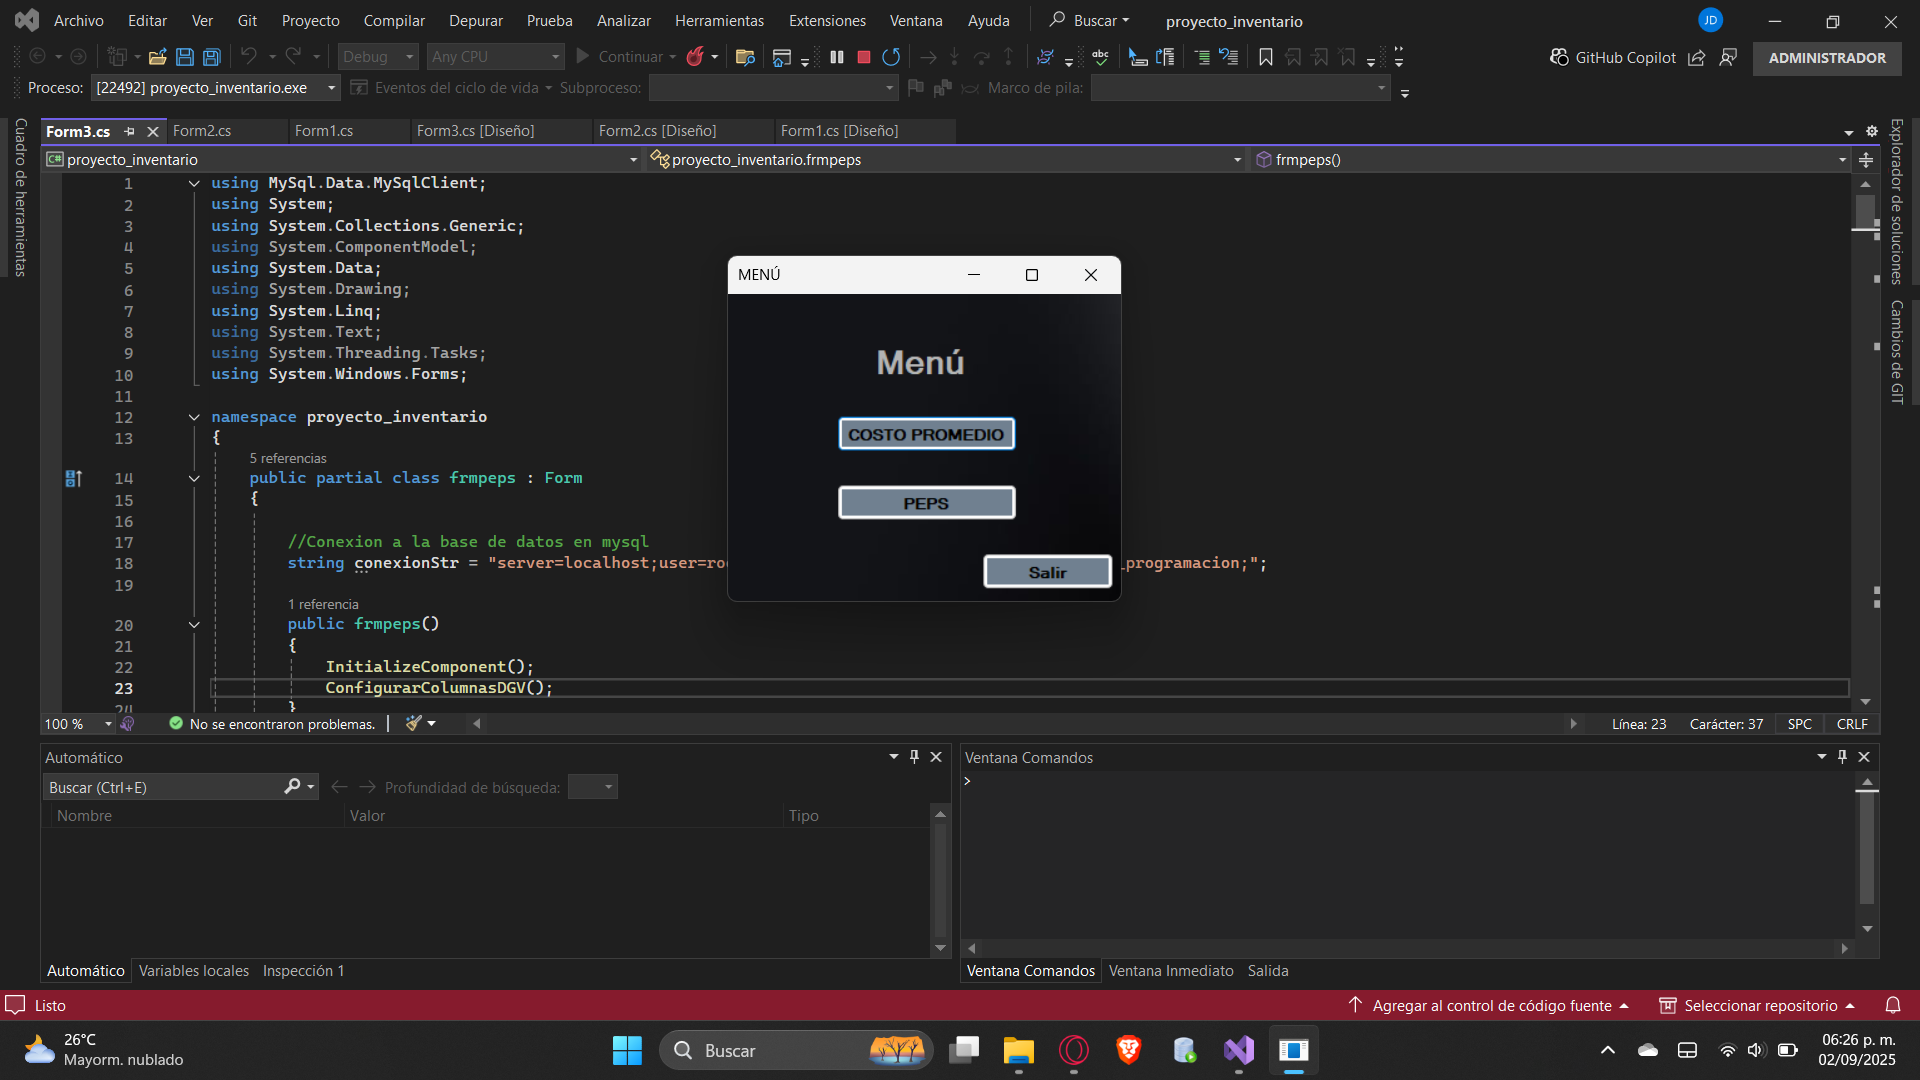 Archivo Editar Ver Git Proyecto Compilar Depurar Prueba Analizar Herramientas Extensiones Ventana Ayuda Buscar proyecto_inventario JD
Debug Any CPU Continuar GitHub Copilot ADMINISTRADOR
Proceso: [22492] proyecto_inventario.exe Eventos del ciclo de vida Subproceso: Marco de pila:
Cuadro de herramientas
Form3.cs Form2.cs Form1.cs Form3.cs [Diseño] Form2.cs [Diseño] Form1.cs [Diseño]
C# proyecto_inventario proyecto_inventario.frmpeps frmpeps()
Explorador de soluciones
Cambios de GIT
1 using MySql.Data.MySqlClient;
2 using System;
3 using System.Collections.Generic;
4 using System.ComponentModel;
5 using System.Data;
6 using System.Drawing;
7 using System.Linq;
8 using System.Text;
9 using System.Threading.Tasks;
10 using System.Windows.Forms;
11
12 namespace proyecto_inventario
13 {
5 referencias
14 public partial class frmpeps : Form
15 {
16
17 //Conexion a la base de datos en mysql
18 string conexionStr = "server=localhost;user=ro _programacion;";
19
1 referencia
20 public frmpeps()
21 {
22 InitializeComponent();
23 ConfigurarColumnasDGV();
24 }
MENÚ
Menú
COSTO PROMEDIO
PEPS
Salir
100 % No se encontraron problemas. Línea: 23 Carácter: 37 SPC CRLF
Automático
Buscar (Ctrl+E) Profundidad de búsqueda:
Nombre Valor Tipo
Automático Variables locales Inspección 1
Ventana Comandos
>
Ventana Comandos Ventana Inmediato Salida
Listo Agregar al control de código fuente Seleccionar repositorio
26°C
Mayorm. nublado
Buscar
06:26 p. m.
02/09/2025